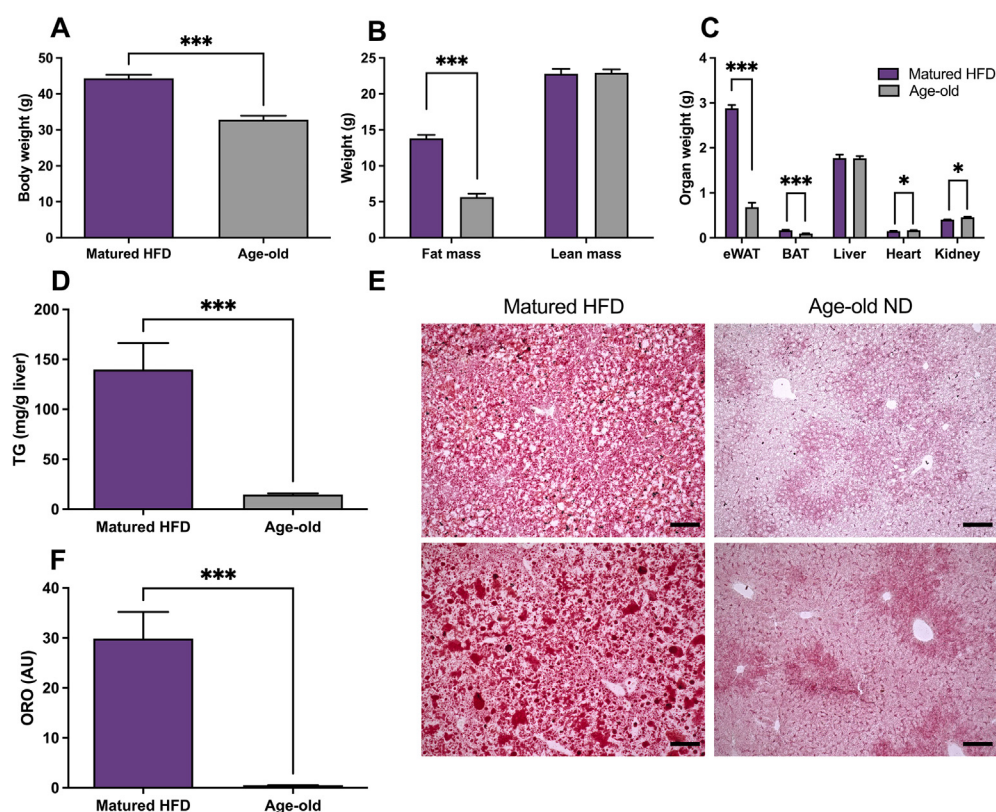 A
***
Body weight (g)
50
40
30
20
10
0
Matured HFD
Age-old
B
***
Weight (g)
25
20
15
10
5
0
Fat mass
Lean mass
C
Matured HFD
Age-old
***
***
*
*
Organ weight (g)
4
3
2
1
0
eWAT
BAT
Liver
Heart
Kidney
D
***
TG (mg/g liver)
200
150
100
50
0
Matured HFD
Age-old
E
Matured HFD
Age-old ND
F
***
ORO (AU)
40
30
20
10
0
Matured HFD
Age-old